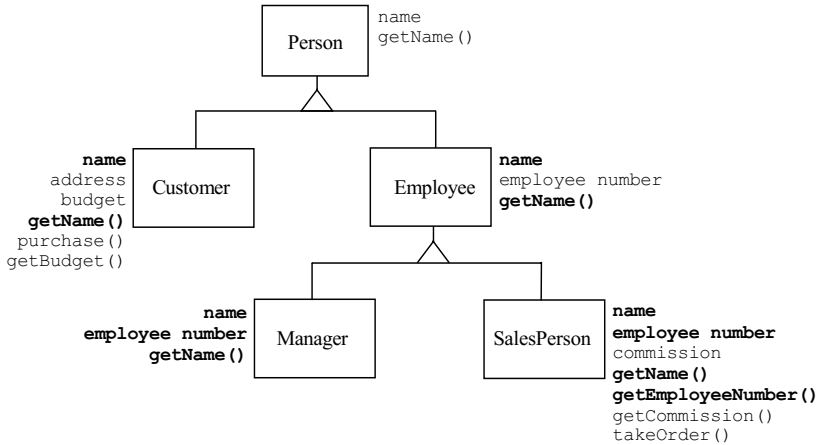 Person
name
getName()
Customer
name
address
budget
getName()
purchase()
getBudget()
Employee
name
employee number
getName()
Manager
name
employee number
getName()
SalesPerson
name
employee number
commission
getName()
getEmployeeNumber()
getCommission()
takeOrder()